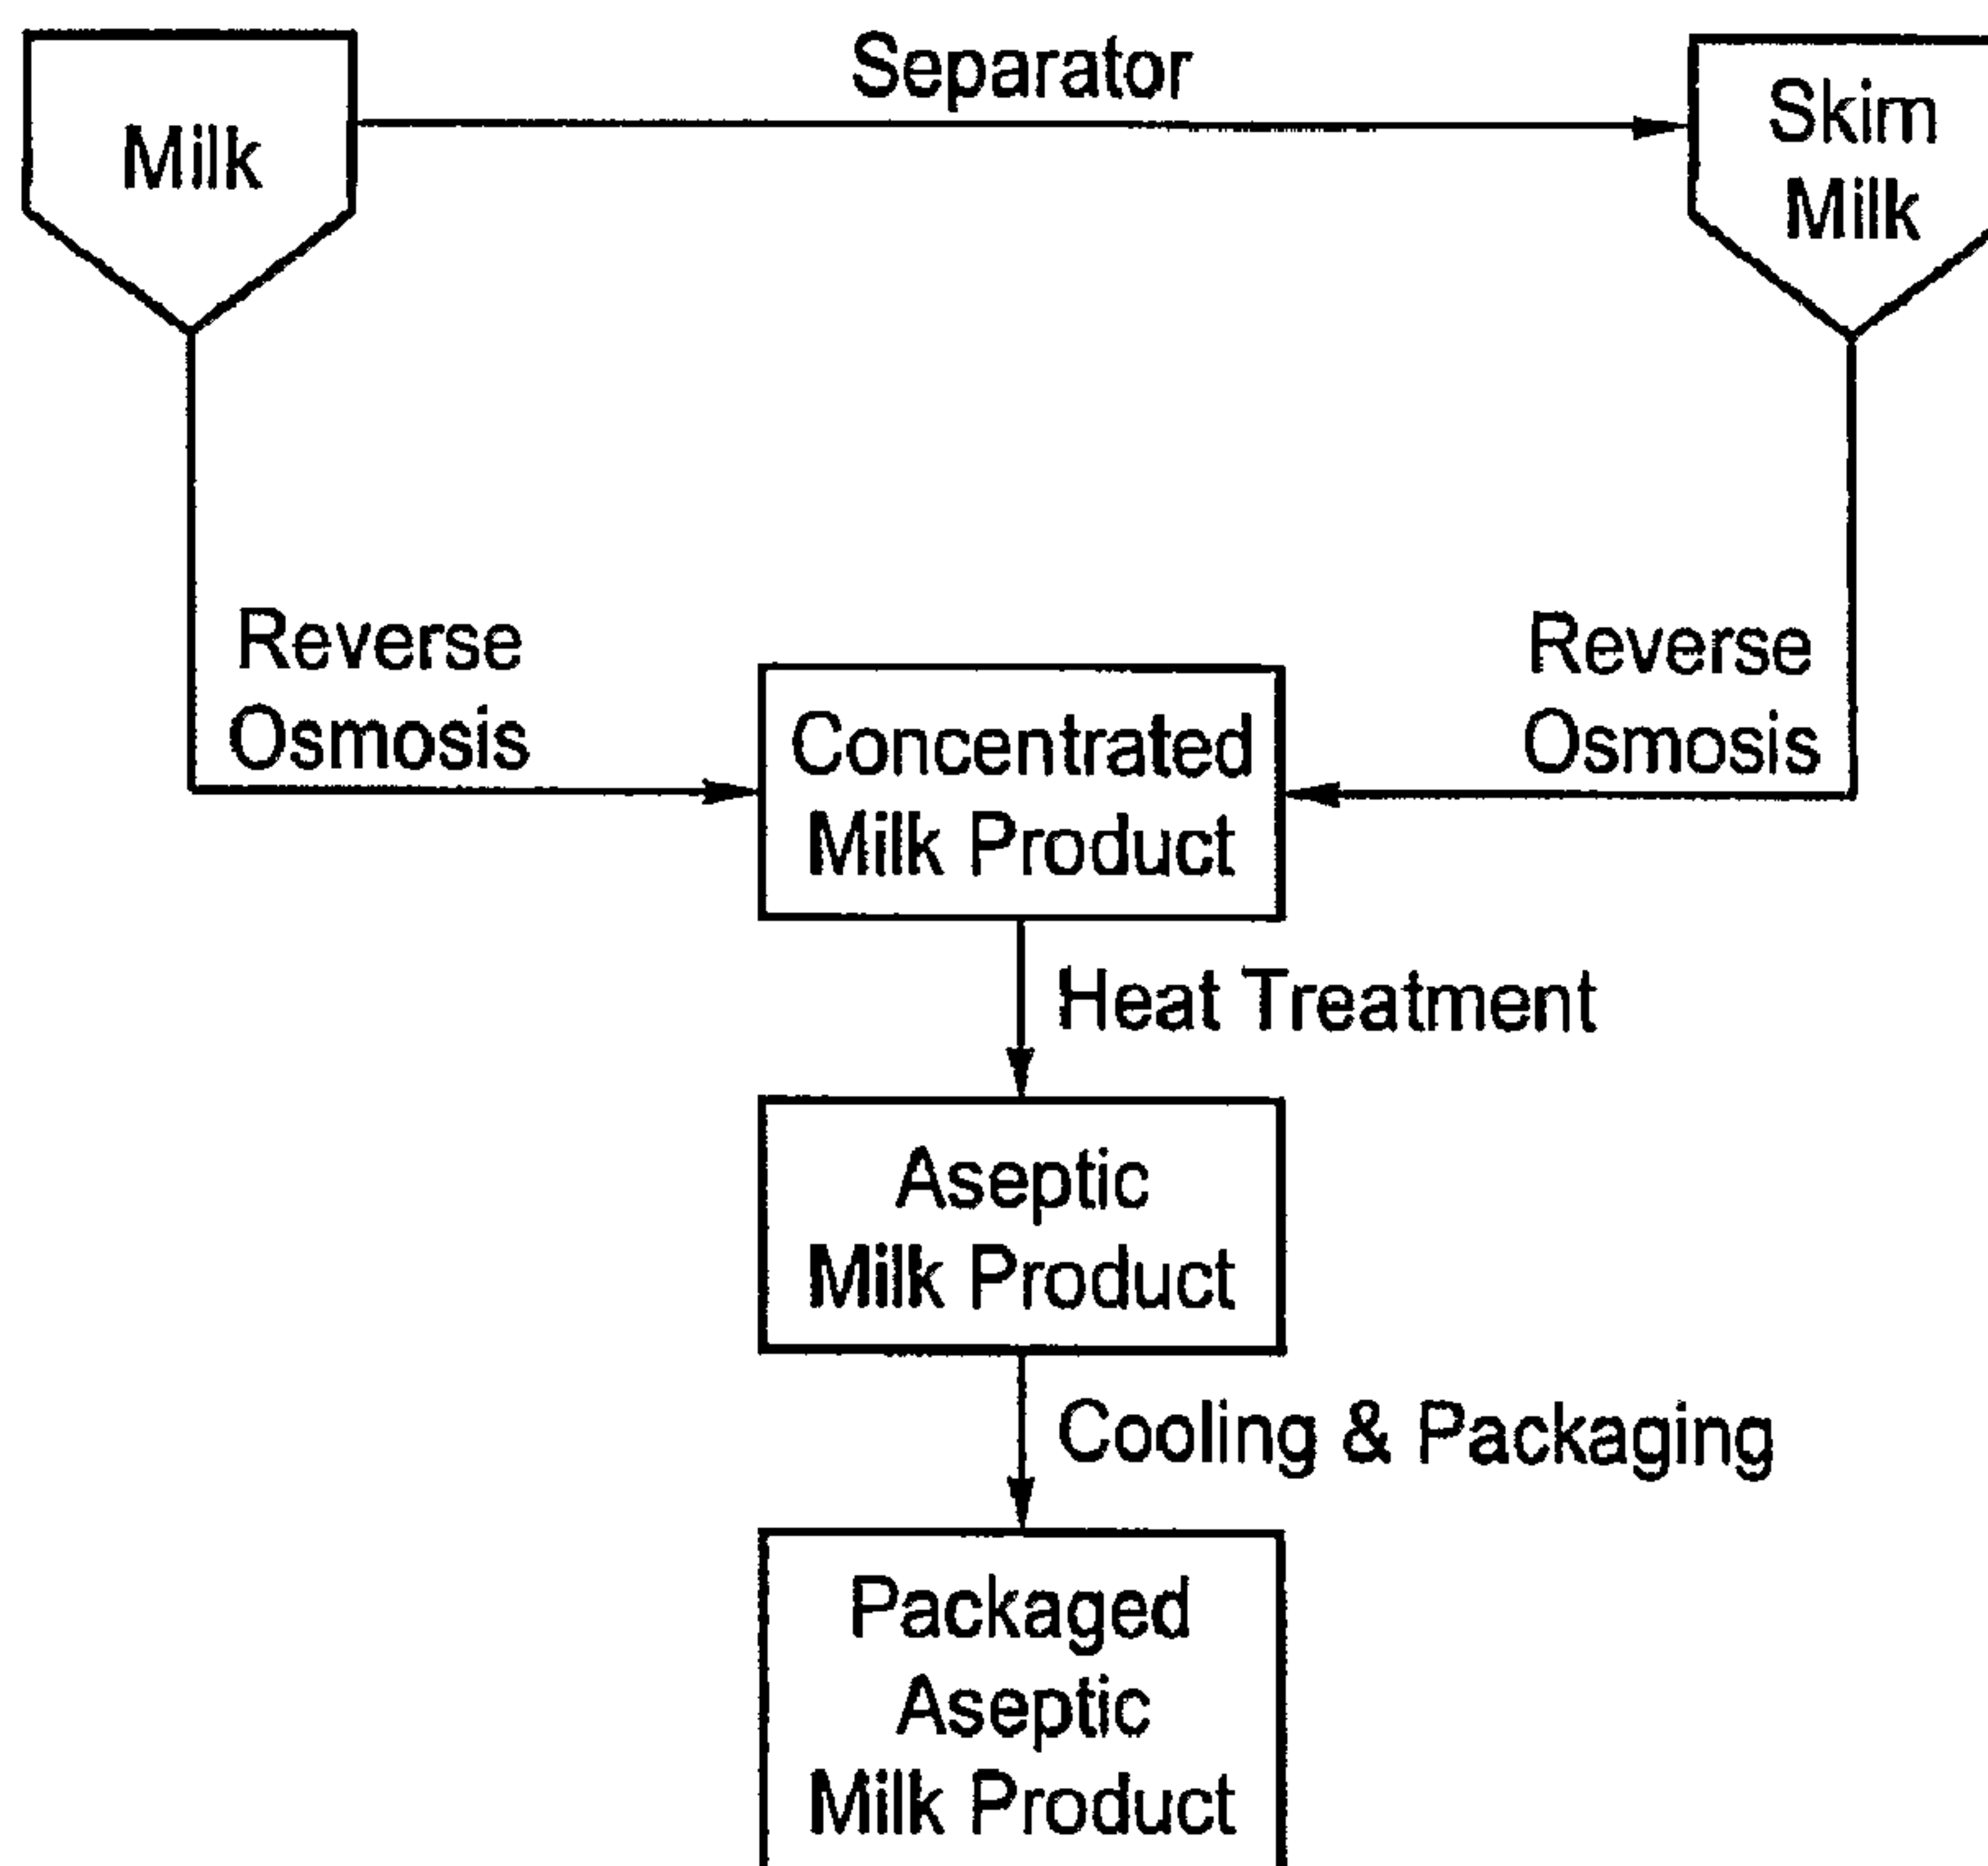 Separator
Milk
Skim
Milk
Reverse
Osmosis
Concentrated
Milk Product
Reverse
Osmosis
Heat Treatment
Aseptic
Milk Product
Cooling & Packaging
Packaged
Aseptic
Milk Product